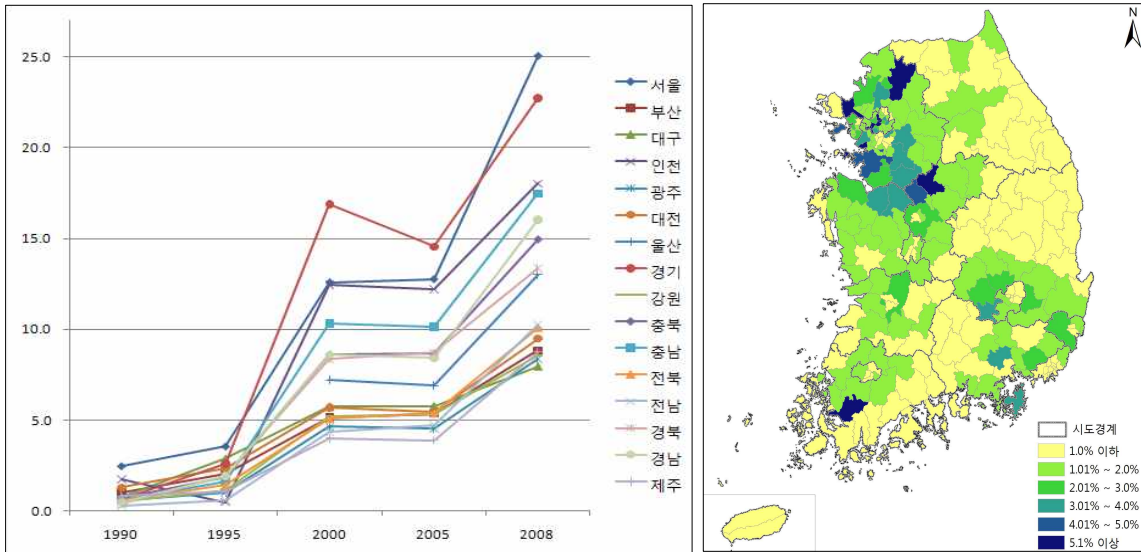 25.0
20.0
15.0
10.0
5.0
0.0
1990
1995
2000
2005
2008
서울
부산
대구
인천
광주
대전
울산
경기
강원
충북
충남
전북
전남
경북
경남
제주
N
시도경계
1.0% 이하
1.01% ~ 2.0%
2.01% ~ 3.0%
3.01% ~ 4.0%
4.01% ~ 5.0%
5.1% 이상